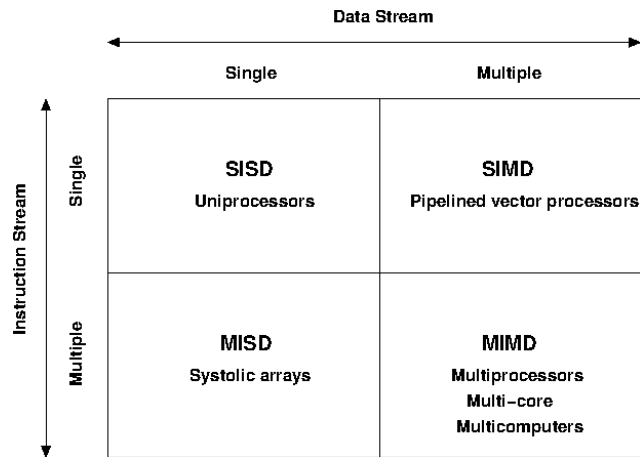 Data Stream
Single
Multiple
Instruction Stream
Single
SISD
Uniprocessors
SIMD
Pipelined vector processors
Multiple
MISD
Systolic arrays
MIMD
Multiprocessors
Multi–core
Multicomputers